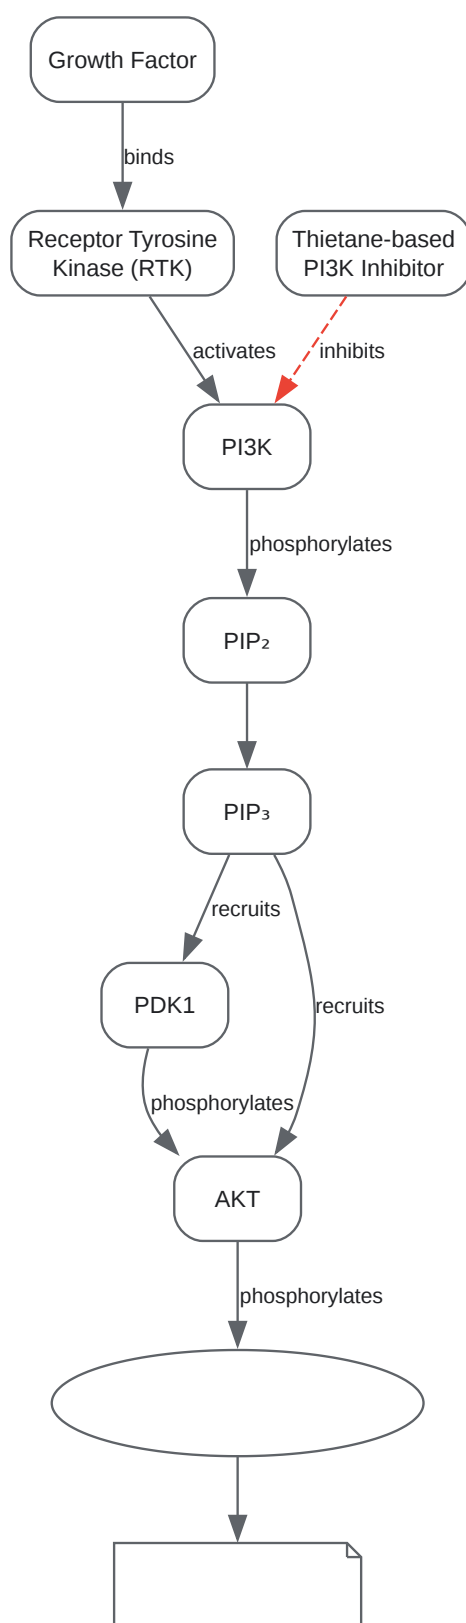 Growth Factor
binds
Receptor Tyrosine
Kinase (RTK)
Thietane-based
PI3K Inhibitor
activates
inhibits
PI3K
phosphorylates
PIP₂
PIP₃
recruits
PDK1
recruits
phosphorylates
AKT
phosphorylates